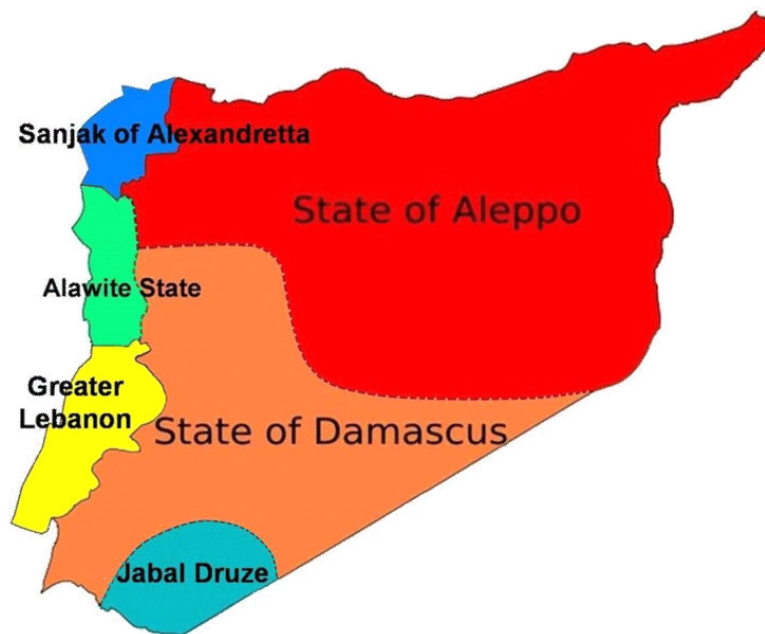 Sanjak of Alexandretta
State of Aleppo
Alawite State
Greater
Lebanon
State of Damascus
Jabal Druze